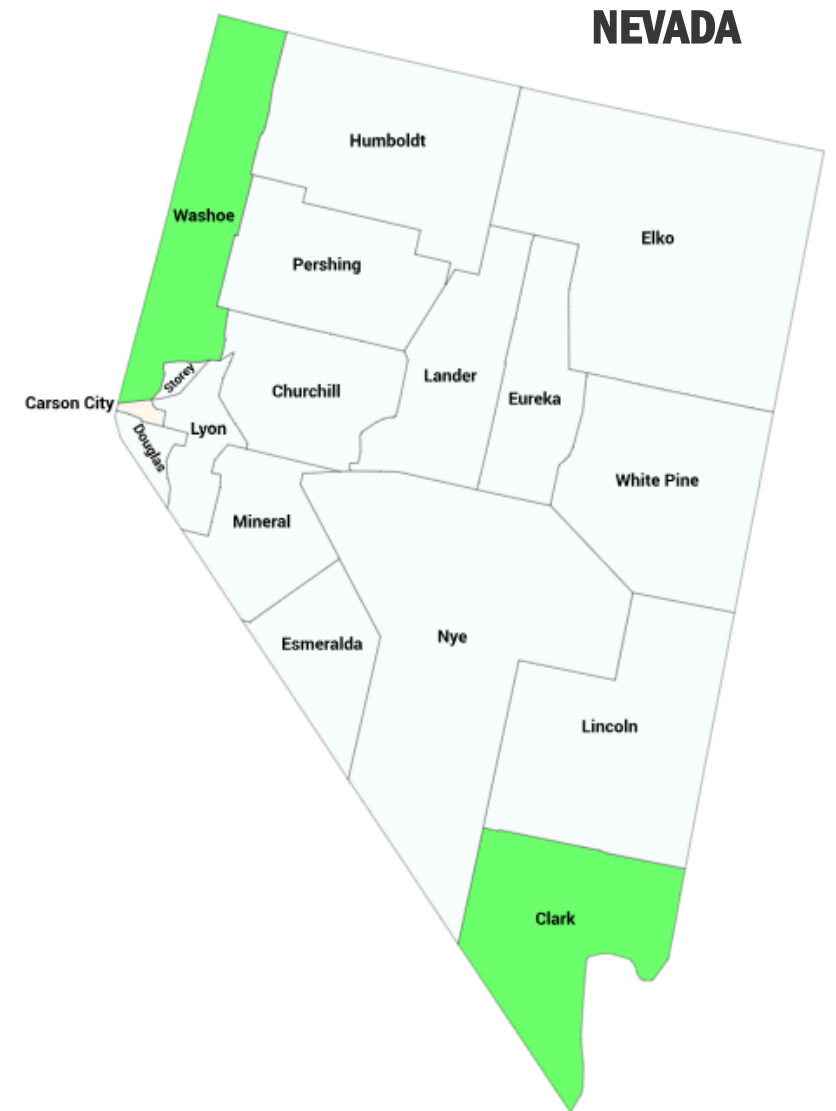 NEVADA
Humboldt
Washoe
Elko
Pershing
Storey
Lander
Churchill
Eureka
Carson City
Lyon
Douglas
White Pine
Mineral
Nye
Esmeralda
Lincoln
Clark